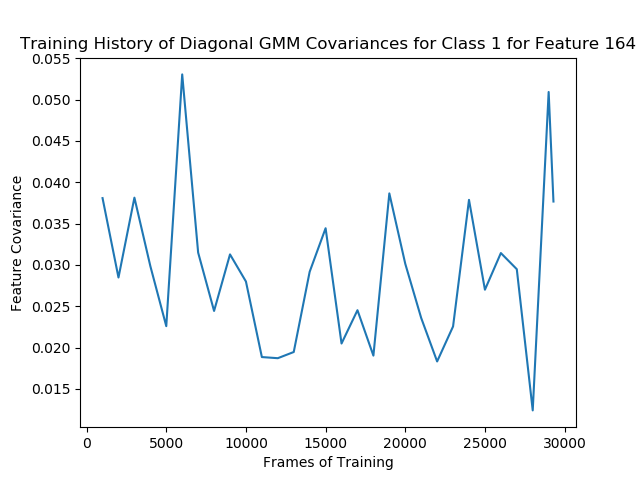 Training History of Diagonal GMM Covariances for Class 1 for Feature 164
0.055
0.050
0.045
0.040
0.035
0.030
0.025
0.020
0.015
Feature Covariance
0 5000 10000 15000 20000 25000 30000
Frames of Training